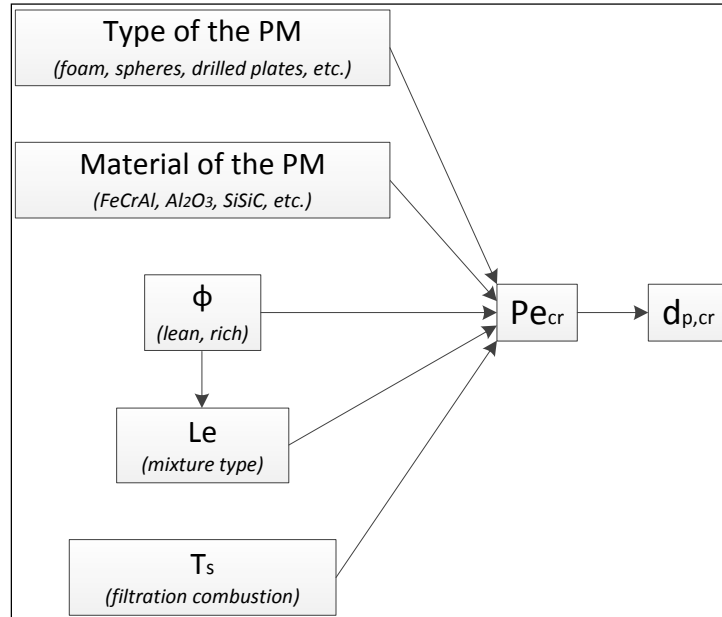 Type of the PM
(foam, spheres, drilled plates, etc.)
Material of the PM
(FeCrAl, Al2O3, SiSiC, etc.)
ϕ
(lean, rich)
Le
(mixture type)
Ts
(filtration combustion)
Pecr
dp,cr